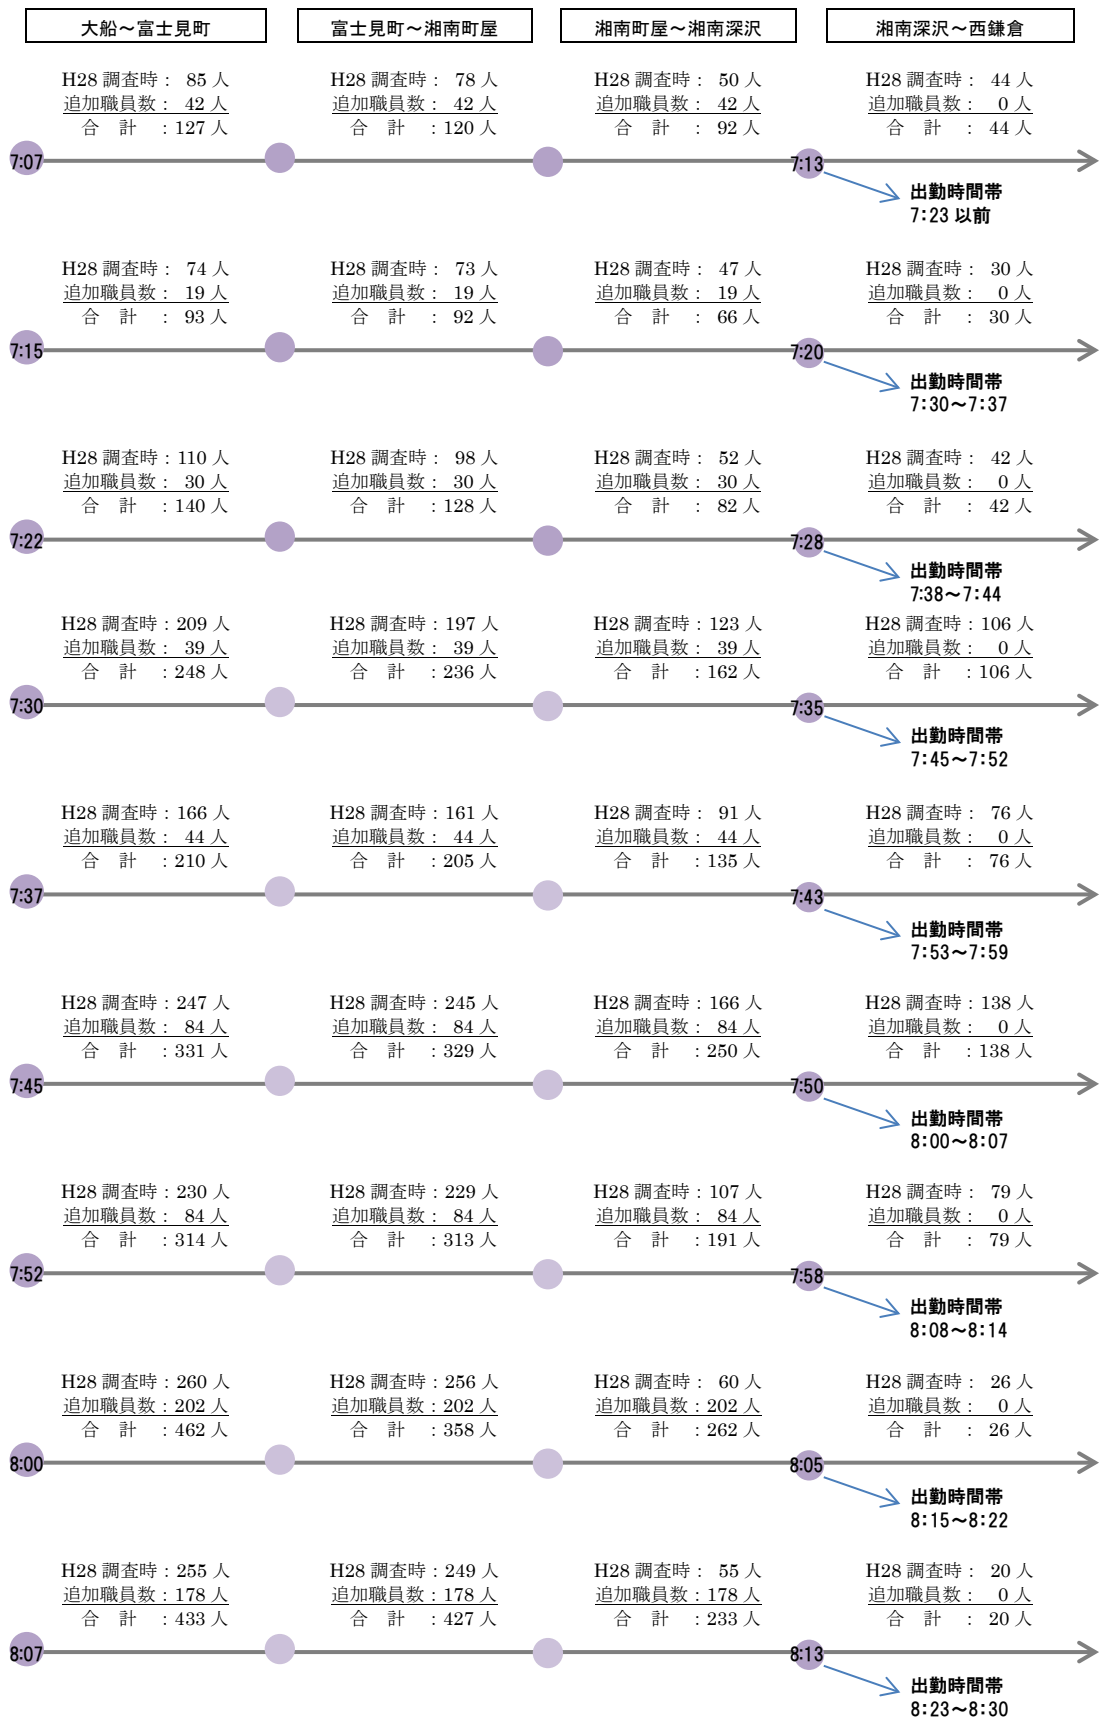 大船～富士見町 富士見町～湘南町屋 湘南町屋～湘南深沢 湘南深沢～西鎌倉
H28 調査時： 85 人 H28 調査時： 78 人 H28 調査時： 50 人 H28 調査時： 44 人
追加職員数： 42 人 追加職員数： 42 人 追加職員数： 42 人 追加職員数： 0 人
合 計 ：127 人 合 計 ：120 人 合 計 ： 92 人 合 計 ： 44 人
7:07 7:13
出勤時間帯
7:23 以前
H28 調査時： 74 人 H28 調査時： 73 人 H28 調査時： 47 人 H28 調査時： 30 人
追加職員数： 19 人 追加職員数： 19 人 追加職員数： 19 人 追加職員数： 0 人
合 計 ： 93 人 合 計 ： 92 人 合 計 ： 66 人 合 計 ： 30 人
7:15 7:20
出勤時間帯
7:30～7:37
H28 調査時：110 人 H28 調査時： 98 人 H28 調査時： 52 人 H28 調査時： 42 人
追加職員数： 30 人 追加職員数： 30 人 追加職員数： 30 人 追加職員数： 0 人
合 計 ：140 人 合 計 ：128 人 合 計 ： 82 人 合 計 ： 42 人
7:22 7:28
出勤時間帯
7:38～7:44
H28 調査時：209 人 H28 調査時：197 人 H28 調査時：123 人 H28 調査時：106 人
追加職員数： 39 人 追加職員数： 39 人 追加職員数： 39 人 追加職員数： 0 人
合 計 ：248 人 合 計 ：236 人 合 計 ：162 人 合 計 ：106 人
7:30 7:35
出勤時間帯
7:45～7:52
H28 調査時：166 人 H28 調査時：161 人 H28 調査時： 91 人 H28 調査時： 76 人
追加職員数： 44 人 追加職員数： 44 人 追加職員数： 44 人 追加職員数： 0 人
合 計 ：210 人 合 計 ：205 人 合 計 ：135 人 合 計 ： 76 人
7:37 7:43
出勤時間帯
7:53～7:59
H28 調査時：247 人 H28 調査時：245 人 H28 調査時：166 人 H28 調査時：138 人
追加職員数： 84 人 追加職員数： 84 人 追加職員数： 84 人 追加職員数： 0 人
合 計 ：331 人 合 計 ：329 人 合 計 ：250 人 合 計 ：138 人
7:45 7:50
出勤時間帯
8:00～8:07
H28 調査時：230 人 H28 調査時：229 人 H28 調査時：107 人 H28 調査時： 79 人
追加職員数： 84 人 追加職員数： 84 人 追加職員数： 84 人 追加職員数： 0 人
合 計 ：314 人 合 計 ：313 人 合 計 ：191 人 合 計 ： 79 人
7:52 7:58
出勤時間帯
8:08～8:14
H28 調査時：260 人 H28 調査時：256 人 H28 調査時： 60 人 H28 調査時： 26 人
追加職員数：202 人 追加職員数：202 人 追加職員数：202 人 追加職員数： 0 人
合 計 ：462 人 合 計 ：358 人 合 計 ：262 人 合 計 ： 26 人
8:00 8:05
出勤時間帯
8:15～8:22
H28 調査時：255 人 H28 調査時：249 人 H28 調査時： 55 人 H28 調査時： 20 人
追加職員数：178 人 追加職員数：178 人 追加職員数：178 人 追加職員数： 0 人
合 計 ：433 人 合 計 ：427 人 合 計 ：233 人 合 計 ： 20 人
8:07 8:13
出勤時間帯
8:23～8:30